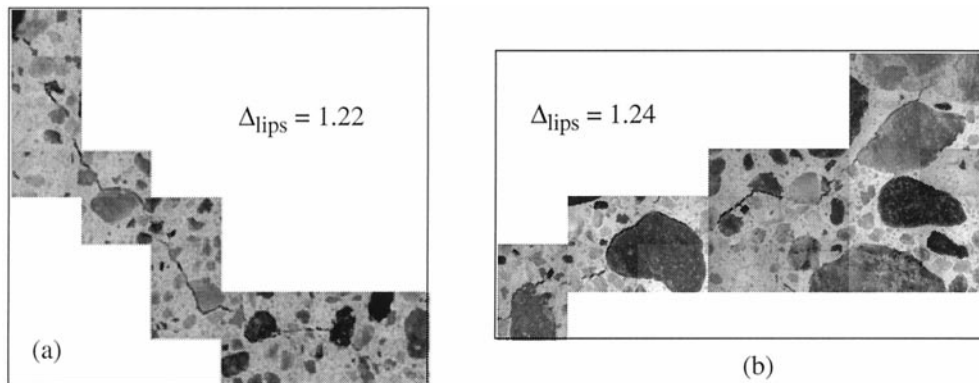 Δlips = 1.22
(a)
Δlips = 1.24
(b)